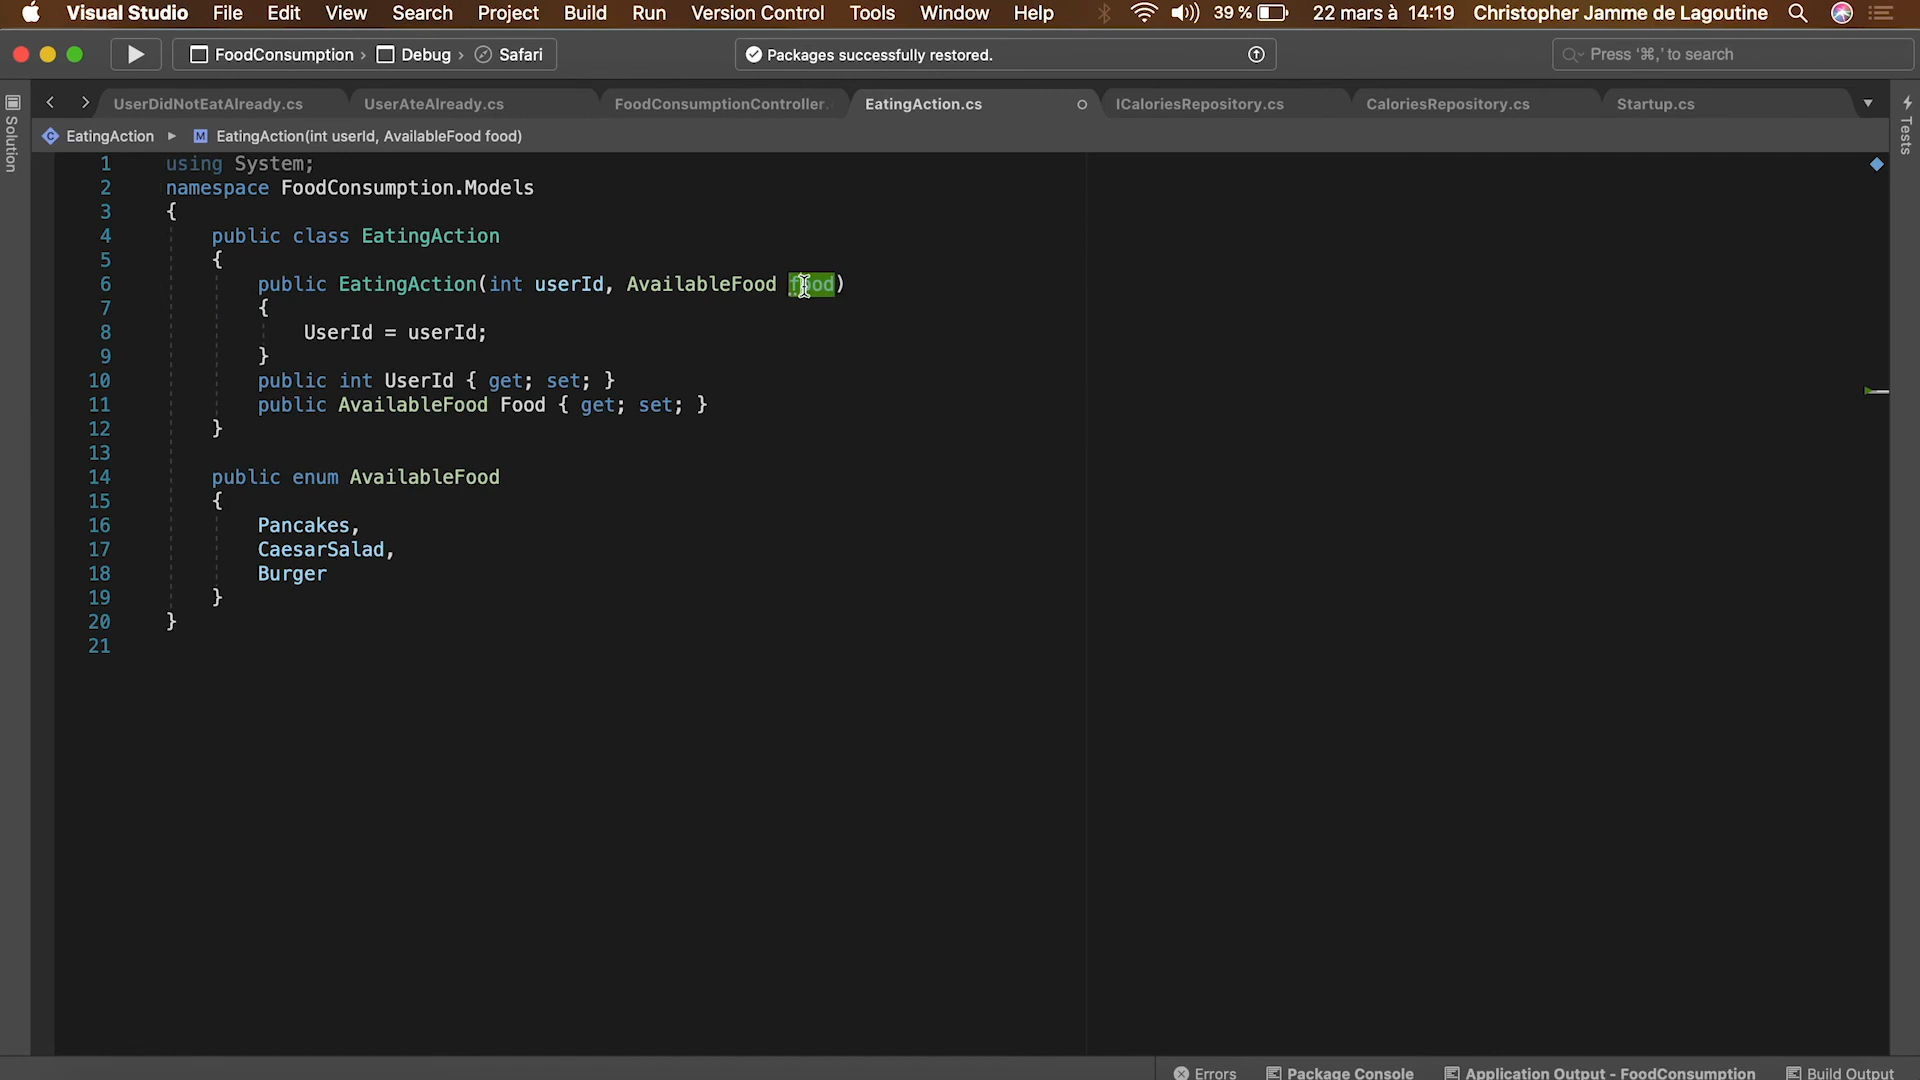 Visual Studio File Edit View Search Project Build Run Version Control Tools Window Help 39 % 22 mars à 14:19 Christopher Jamme de Lagoutine
FoodConsumption › Debug › Safari Packages successfully restored. Press ‘⌘,’ to search
UserDidNotEatAlready.cs UserAteAlready.cs FoodConsumptionController. EatingAction.cs ICaloriesRepository.cs CaloriesRepository.cs Startup.cs
Solution
Tests
EatingAction EatingAction(int userId, AvailableFood food)
1 using System;
2 namespace FoodConsumption.Models
3 {
4 public class EatingAction
5 {
6 public EatingAction(int userId, AvailableFood food)
7 {
8 UserId = userId;
9 }
10 public int UserId { get; set; }
11 public AvailableFood Food { get; set; }
12 }
13
14 public enum AvailableFood
15 {
16 Pancakes,
17 CaesarSalad,
18 Burger
19 }
20 }
21
Errors Package Console Application Output - FoodConsumption Build Output